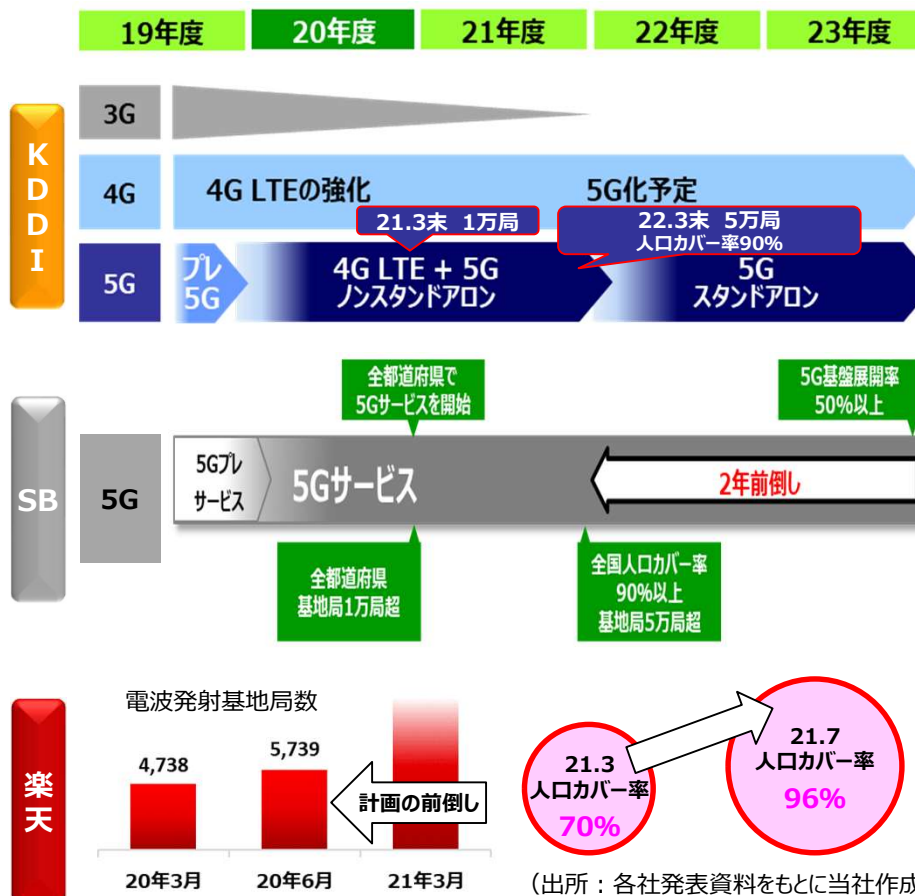 19年度
20年度
21年度
22年度
23年度
KDDI
3G
4G
4G LTEの強化
5G化予定
21.3末 1万局
22.3末 5万局
人口カバー率90%
5G
プレ
5G
4G LTE + 5G
ノンスタンドアロン
5G
スタンドアロン
全都道府県で
5Gサービスを開始
5G基盤展開率
50%以上
SB
5G
5Gプレ
サービス
5Gサービス
2年前倒し
全都道府県
基地局1万局超
全国人口カバー率
90%以上
基地局5万局超
楽天
電波発射基地局数
4,738
5,739
計画の前倒し
20年3月
20年6月
21年3月
21.3
人口カバー率
70%
21.7
人口カバー率
96%
(出所:各社発表資料をもとに当社作成